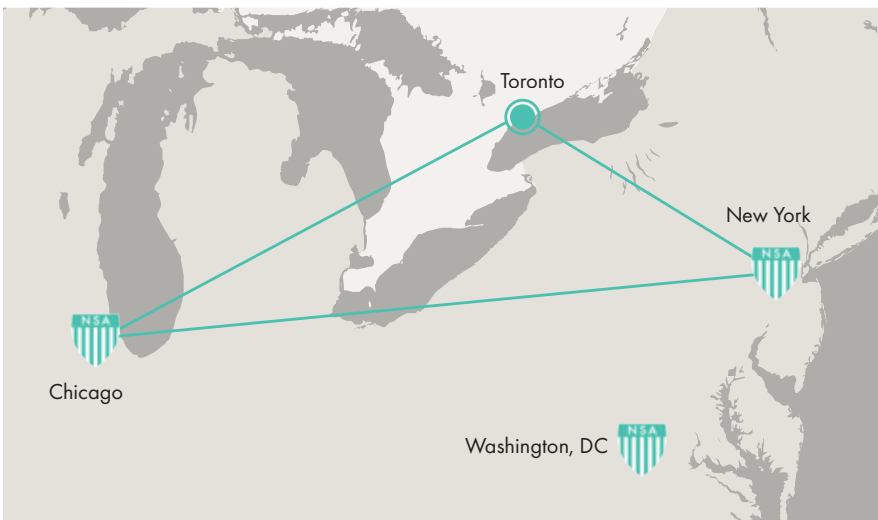 Toronto
New York
NSA
NSA
Chicago
Washington, DC
NSA